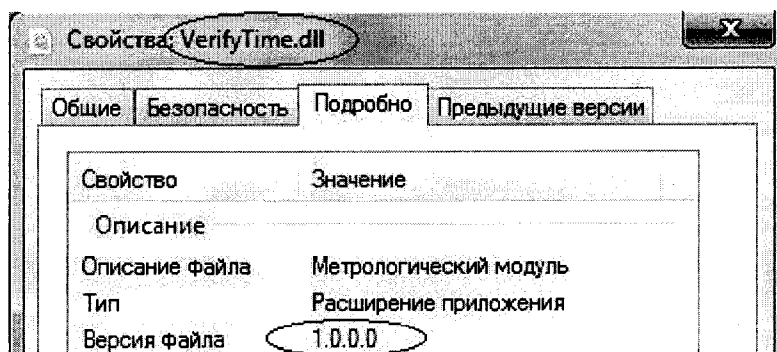 Свойства: VerifyTime.dll
Общие Безопасность Подробно Предыдущие версии
Свойство Значение
Описание
Описание файла Метрологический модуль
Тип Расширение приложения
Версия файла 1.0.0.0